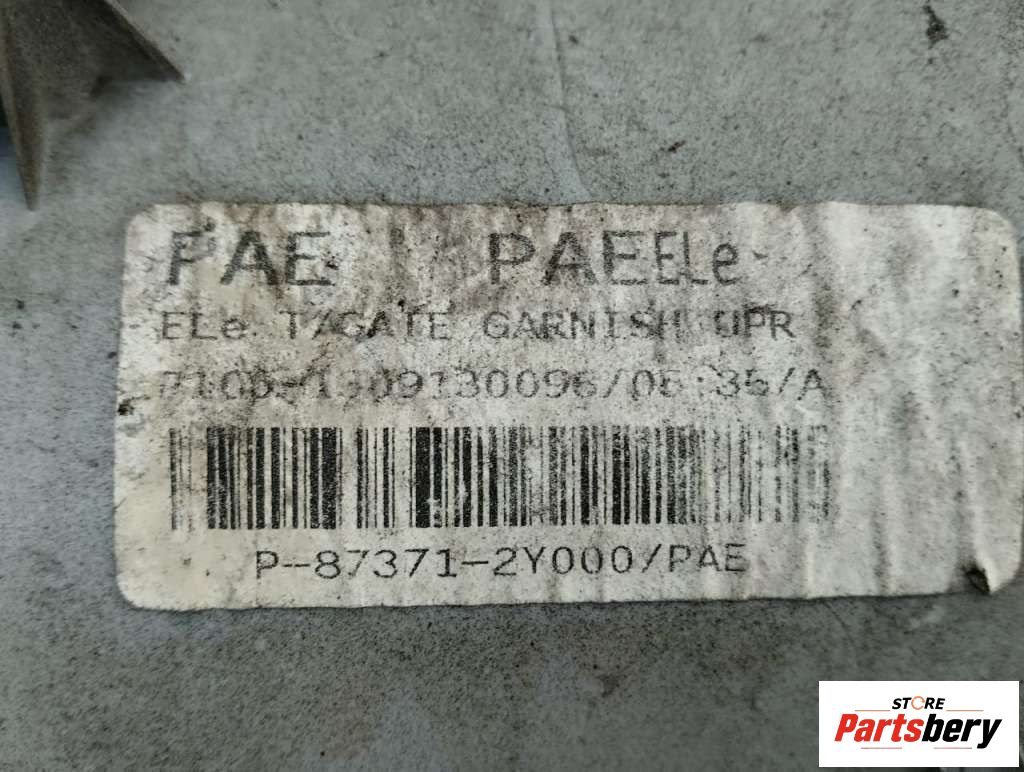 PAE PAEELe
ELe T/GATE GARNISH UPR
P-87371-2Y000/PAE
STORE
Partsbery